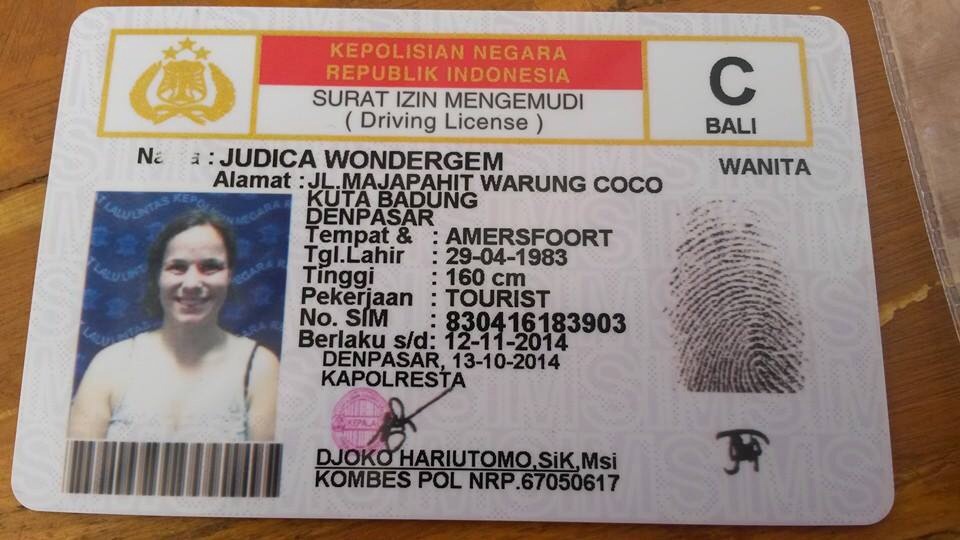 KEPOLISIAN NEGARA
REPUBLIK INDONESIA
SURAT IZIN MENGEMUDI
( Driving License )
C
BALI
: JUDICA WONDERGEM
WANITA
Alamat : JL.MAJAPAHIT WARUNG COCO
KUTA BADUNG
DENPASAR
Tempat & : AMERSFOORT
Tgl.Lahir : 29-04-1983
Tinggi : 160 cm
Pekerjaan : TOURIST
No. SIM : 830416183903
Berlaku s/d: 12-11-2014
DENPASAR, 13-10-2014
KAPOLRESTA
KEPALA
DJOKO HARIUTOMO,SiK,Msi
KOMBES POL NRP.67050617